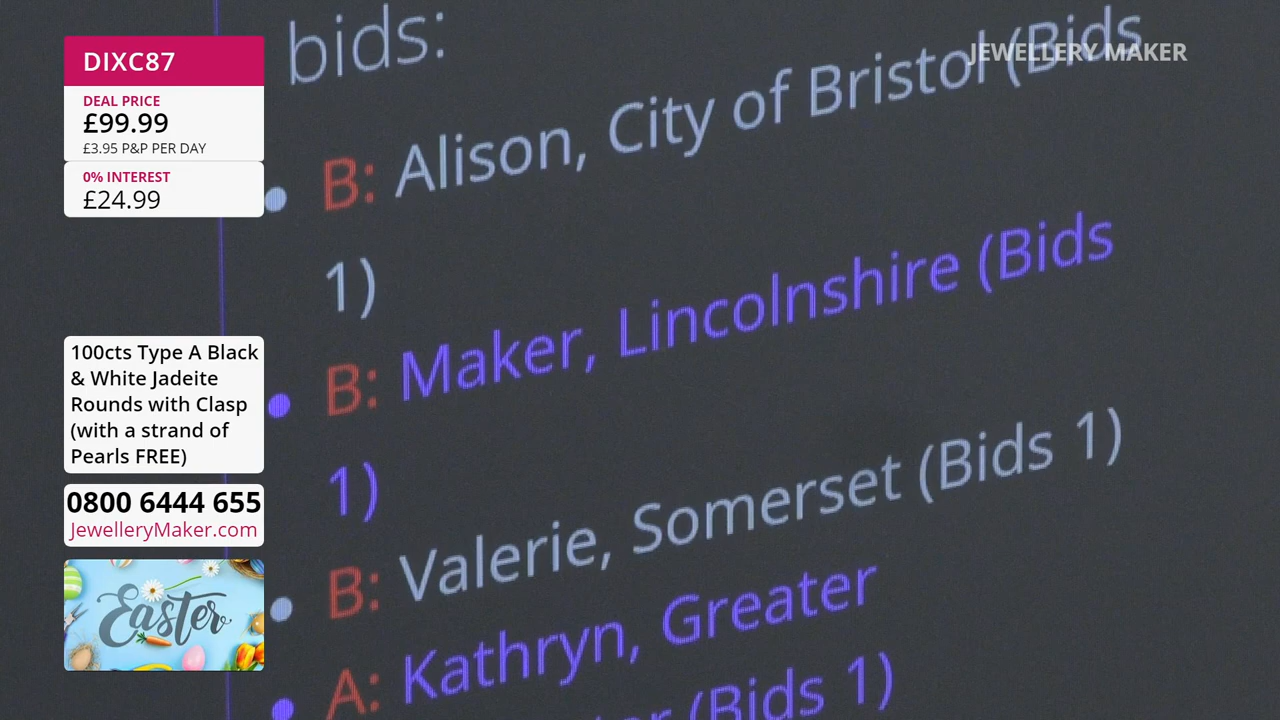 DIXC87
DEAL PRICE
£99.99
£3.95 P&P PER DAY
0% INTEREST
£24.99
100cts Type A Black
& White Jadeite
Rounds with Clasp
(with a strand of
Pearls FREE)
0800 6444 655
JewelleryMaker.com
Easter
JEWELLERY MAKER
bids:
B: Alison, City of Bristol (Bids
1)
B: Maker, Lincolnshire (Bids
1)
B: Valerie, Somerset (Bids 1)
A: Kathryn, Greater
(Bids 1)